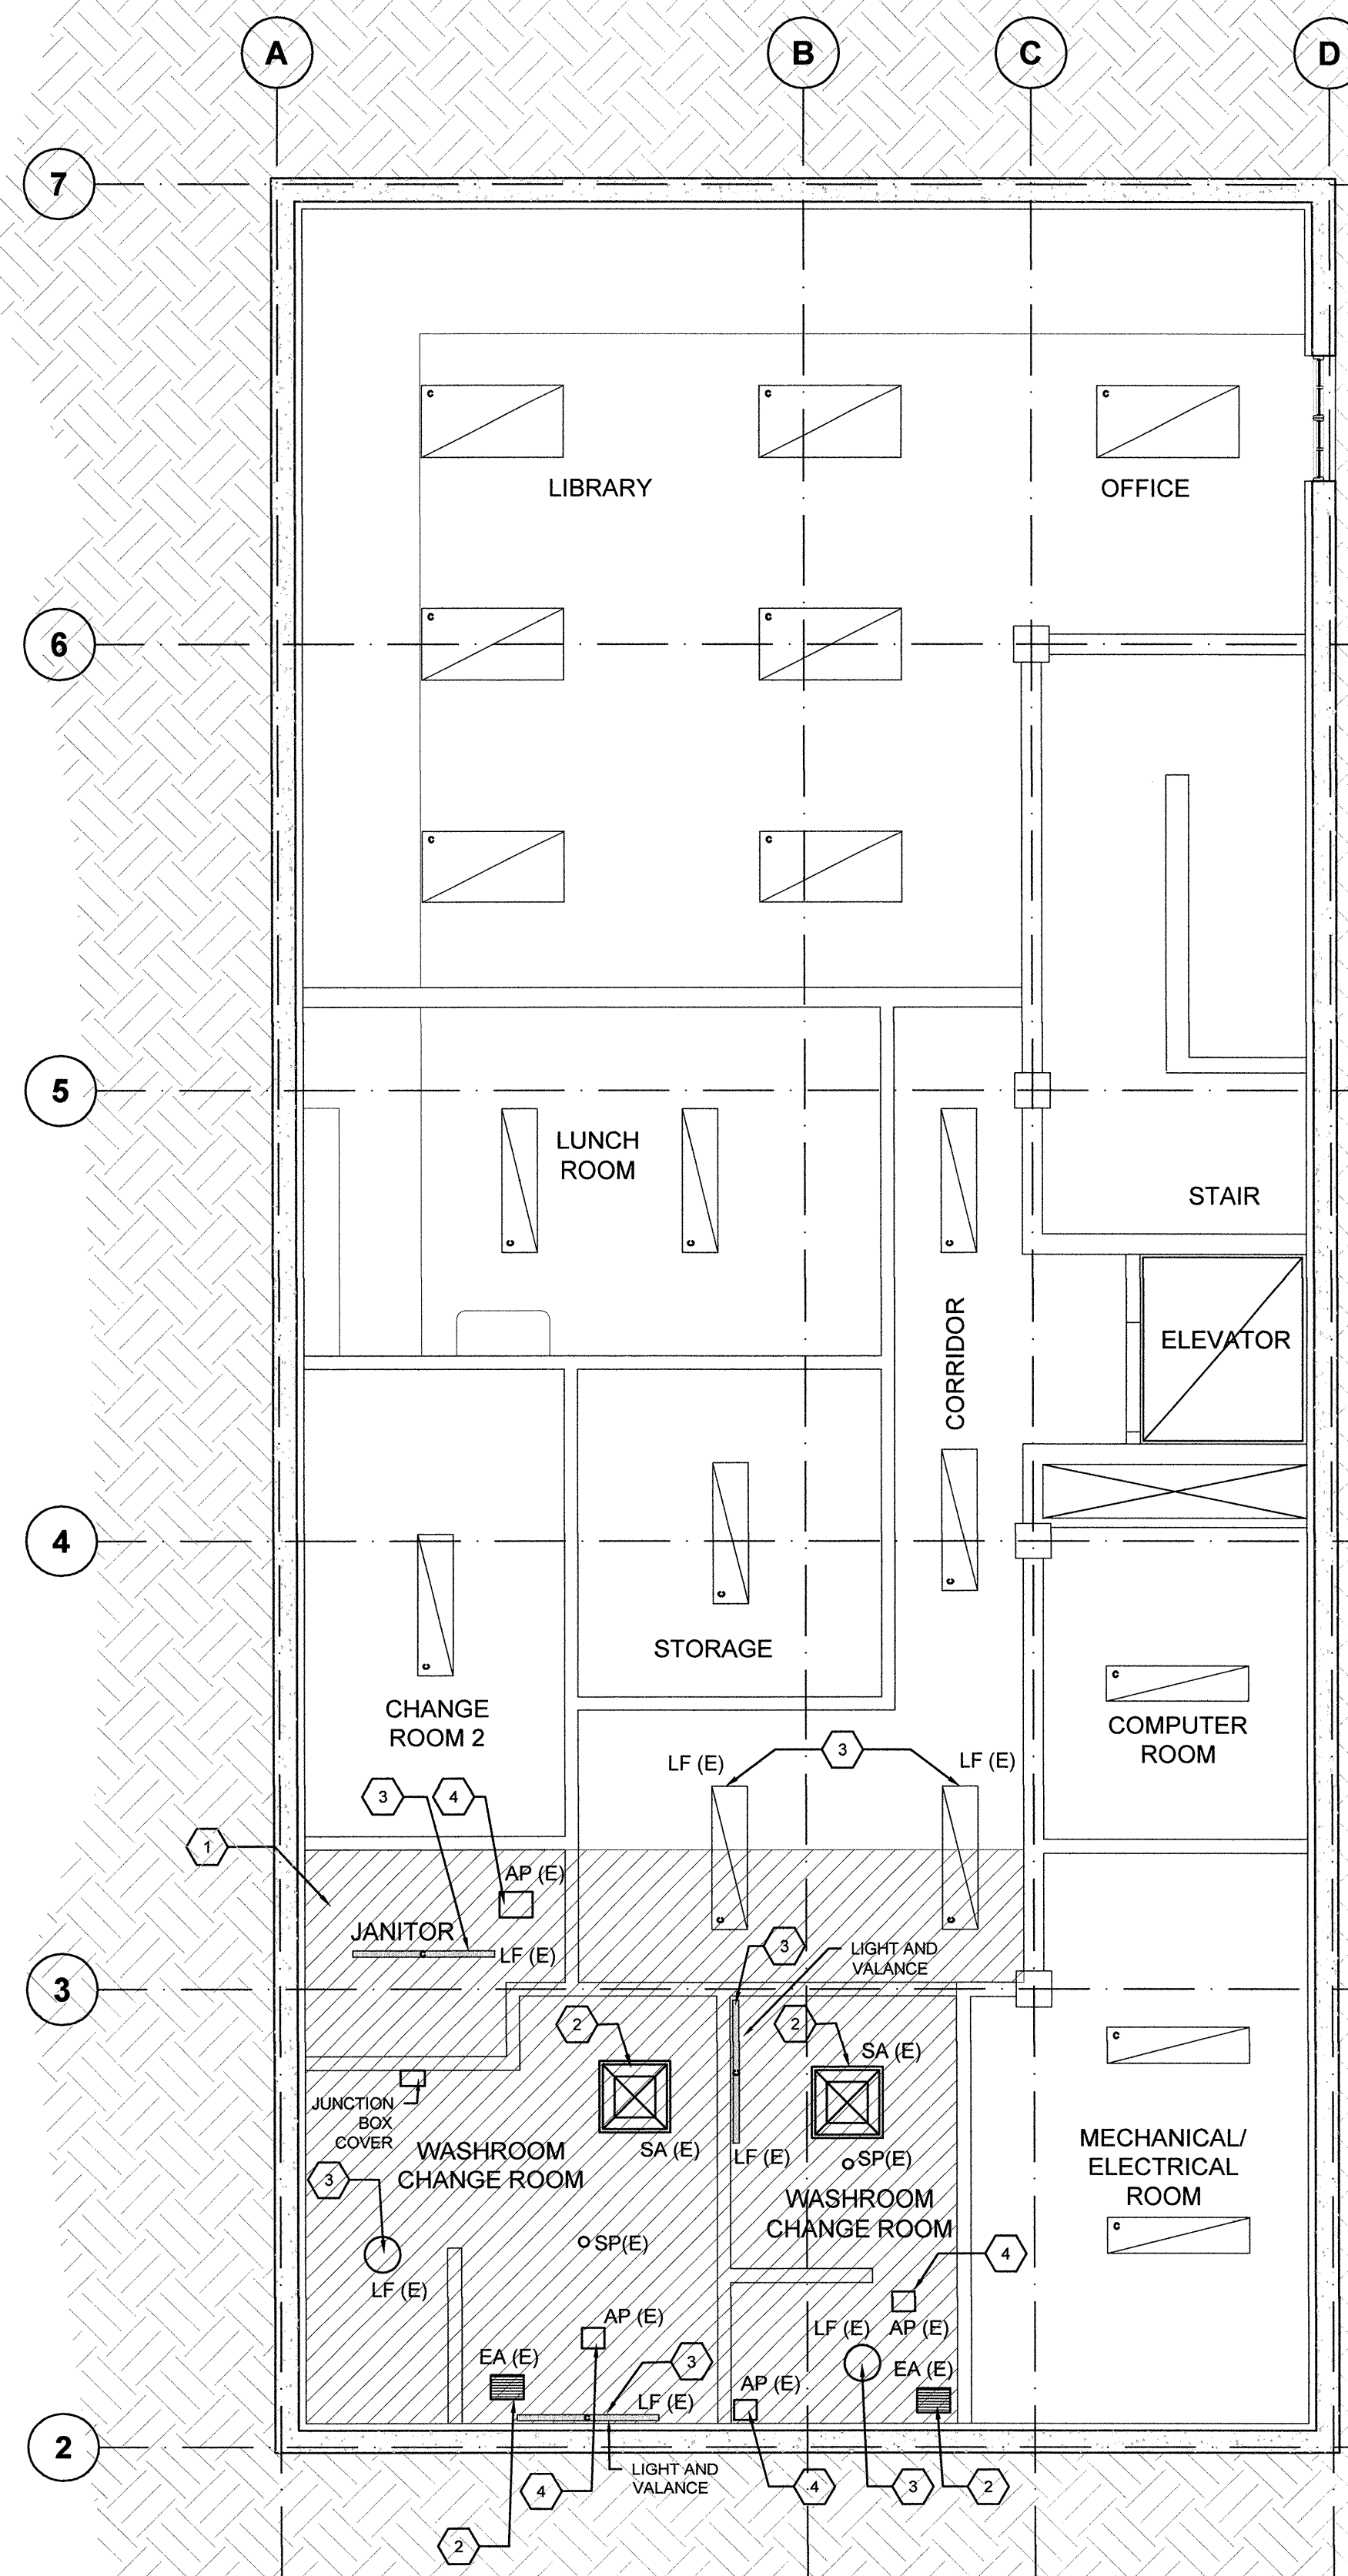 A
B
C
D
7
C
C
C
LIBRARY
OFFICE
6
C
C
C
C
5
LUNCH
ROOM
STAIR
C
C
C
CORRIDOR
ELEVATOR
4
C
C
STORAGE
C
C
CHANGE
ROOM 2
COMPUTER
ROOM
LF (E)
3
LF (E)
3
4
1
AP (E)
C
C
JANITOR
C
LF (E)
3
LIGHT AND
VALANCE
3
2
2
SA (E)
C
JUNCTION
BOX
COVER
SA (E)
WASHROOM
CHANGE ROOM
LF (E)
SP(E)
MECHANICAL/
ELECTRICAL
ROOM
3
WASHROOM
CHANGE ROOM
C
SP(E)
4
LF (E)
AP (E)
LF (E)
AP (E)
EA (E)
3
EA (E)
AP (E)
LF (E)
2
LIGHT AND
VALANCE
4
4
3
2
2